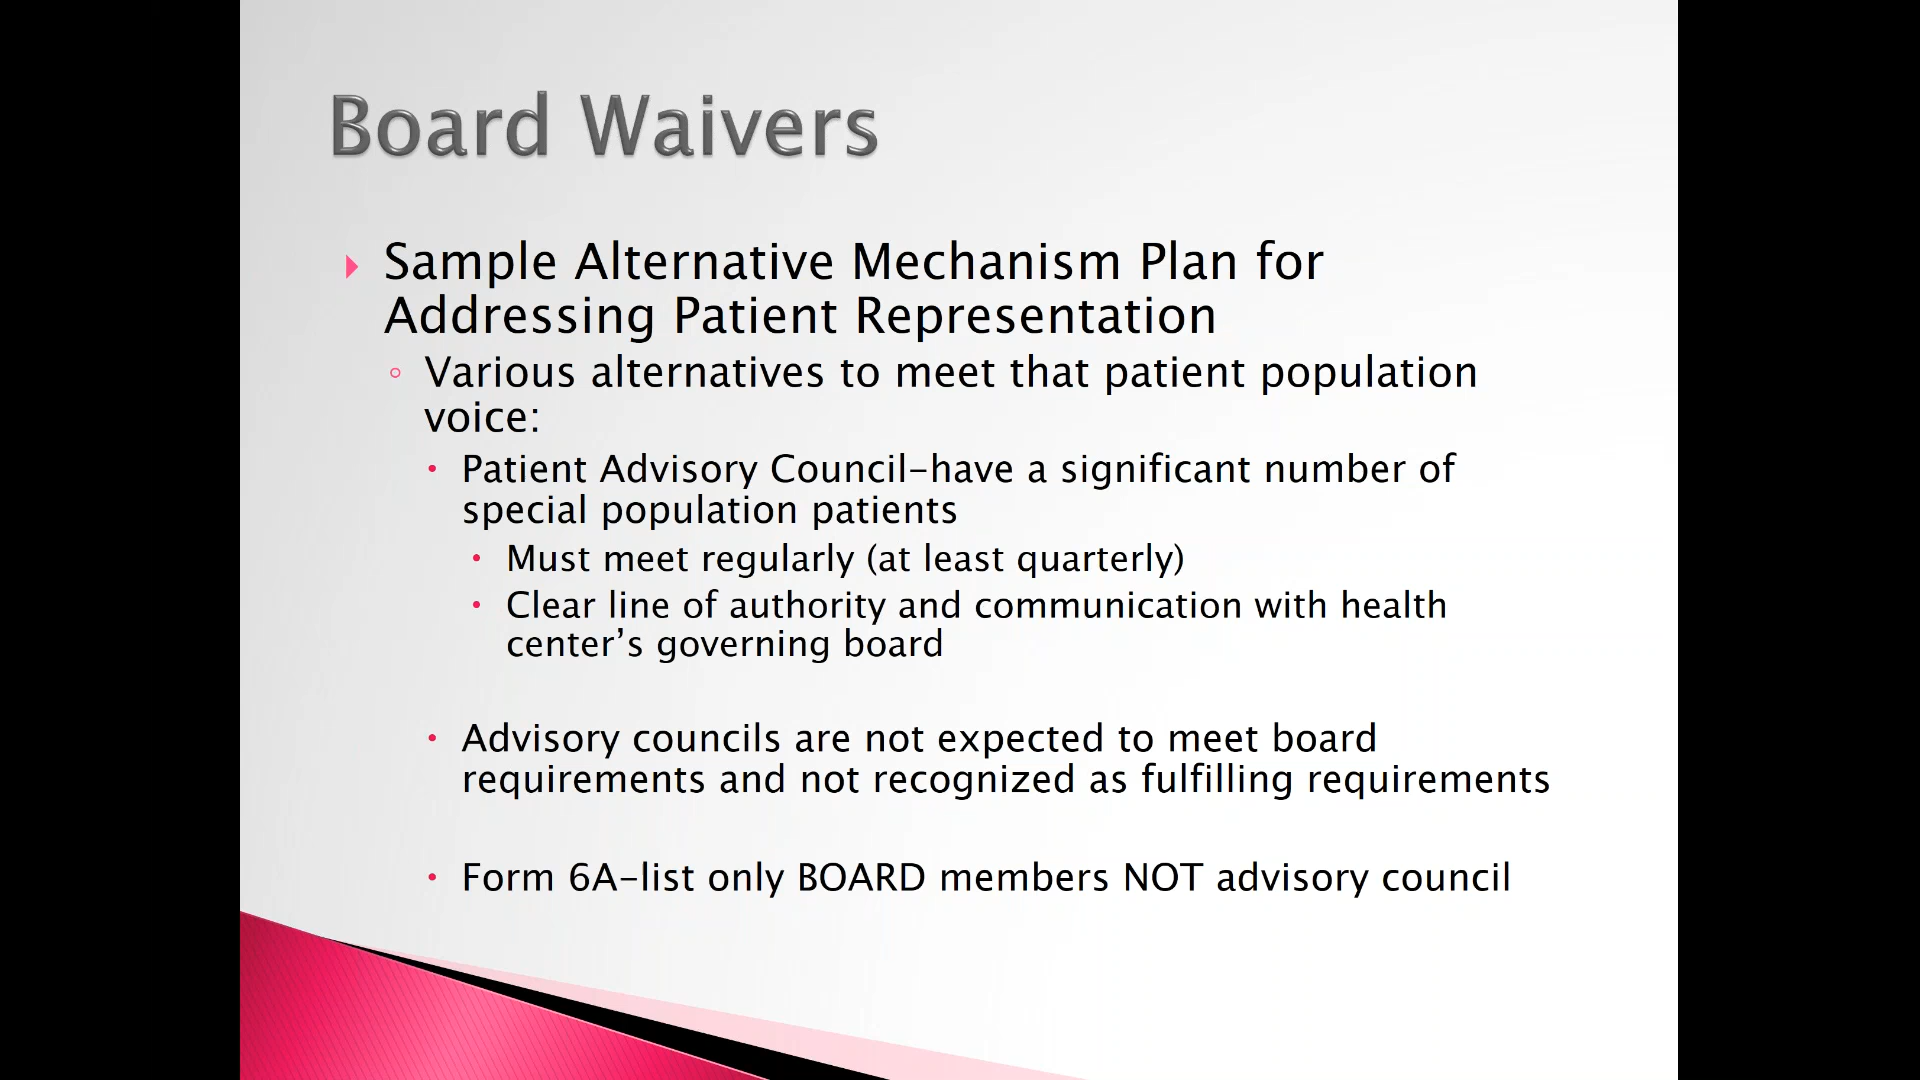 Board Waivers
Sample Alternative Mechanism Plan for
Addressing Patient Representation
Various alternatives to meet that patient population
voice:
Patient Advisory Council-have a significant number of
special population patients
Must meet regularly (at least quarterly)
Clear line of authority and communication with health
center’s governing board
Advisory councils are not expected to meet board
requirements and not recognized as fulfilling requirements
Form 6A-list only BOARD members NOT advisory council